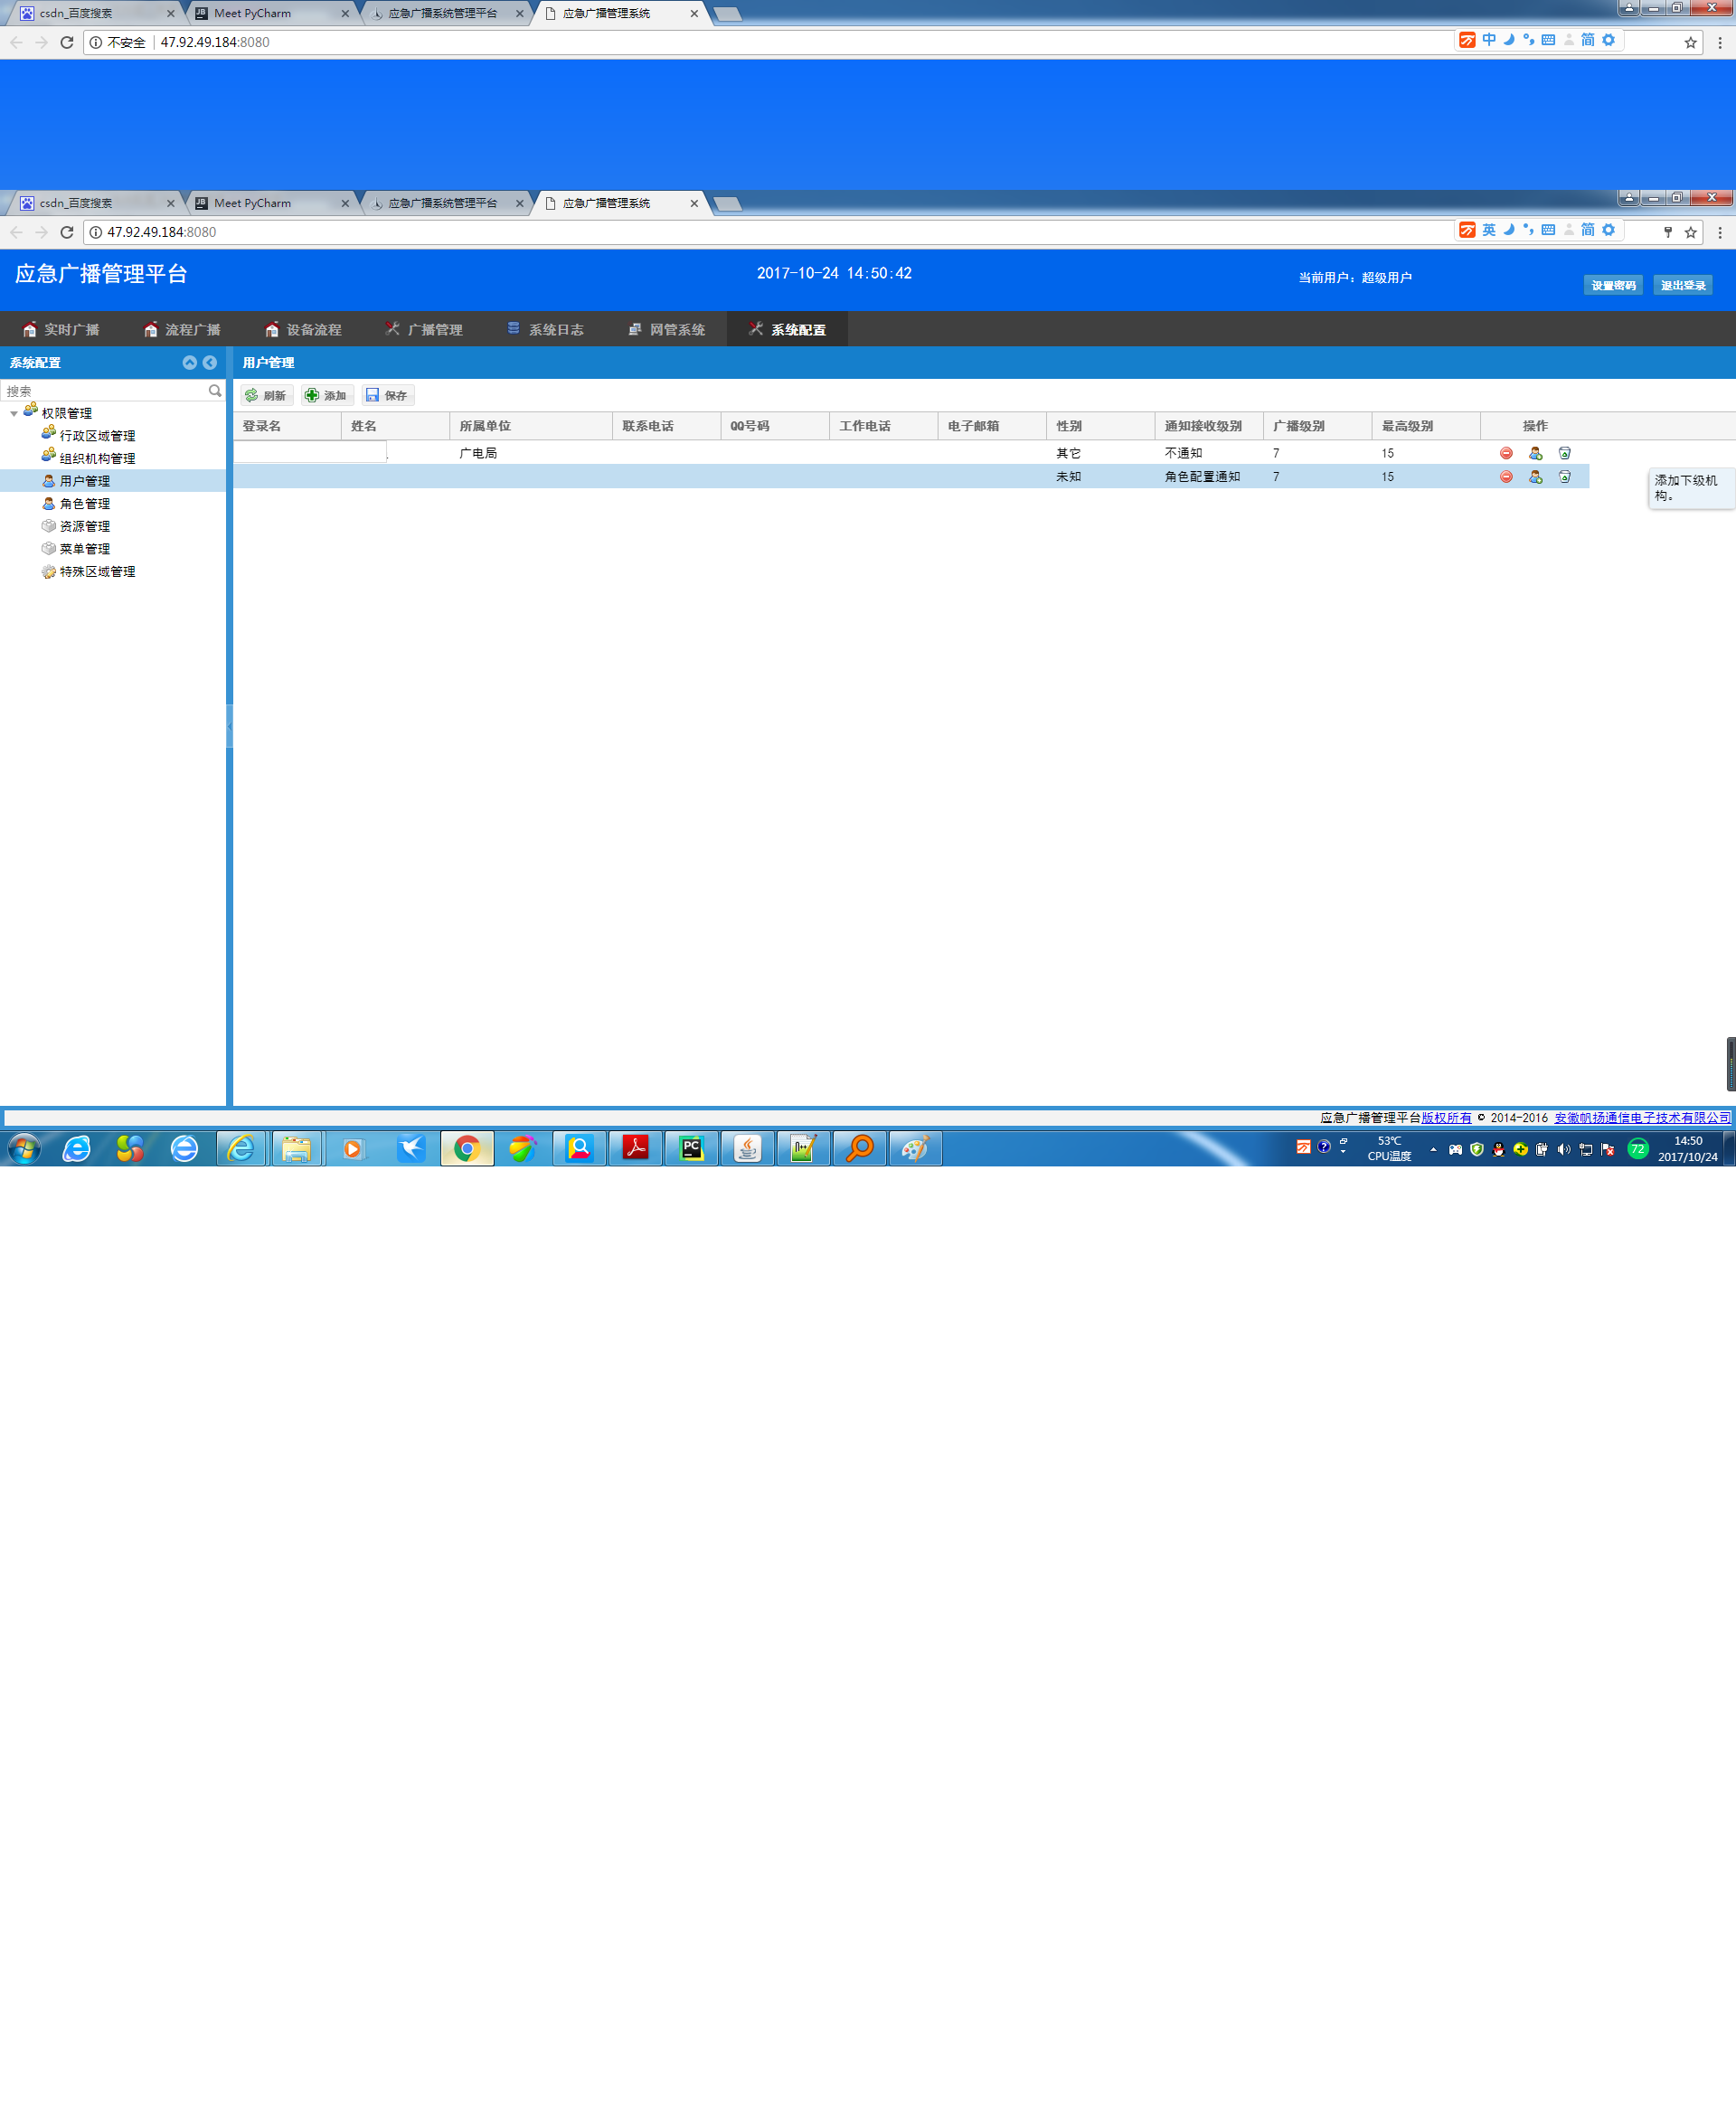 csdn_百度搜索 Meet PyCharm 应急广播系统管理平台 应急广播管理系统
不安全 47.92.49.184:8080 中 简
csdn_百度搜索 Meet PyCharm 应急广播系统管理平台 应急广播管理系统
47.92.49.184:8080 英 简
应急广播管理平台 2017-10-24 14:50:42 当前用户：超级用户 设置密码 退出登录
实时广播 流程广播 设备流程 广播管理 系统日志 网管系统 系统配置
系统配置 用户管理
搜索 刷新 添加 保存
权限管理
登录名 姓名 所属单位 联系电话 QQ号码 工作电话 电子邮箱 性别 通知接收级别 广播级别 最高级别 操作
行政区域管理
广电局 其它 不通知 7 15
组织机构管理
未知 角色配置通知 7 15
用户管理
添加下级机
构。
角色管理
资源管理
菜单管理
特殊区域管理
应急广播管理平台版权所有 © 2014-2016 安徽帆扬通信电子技术有限公司
53℃
CPU温度
72
14:50
2017/10/24